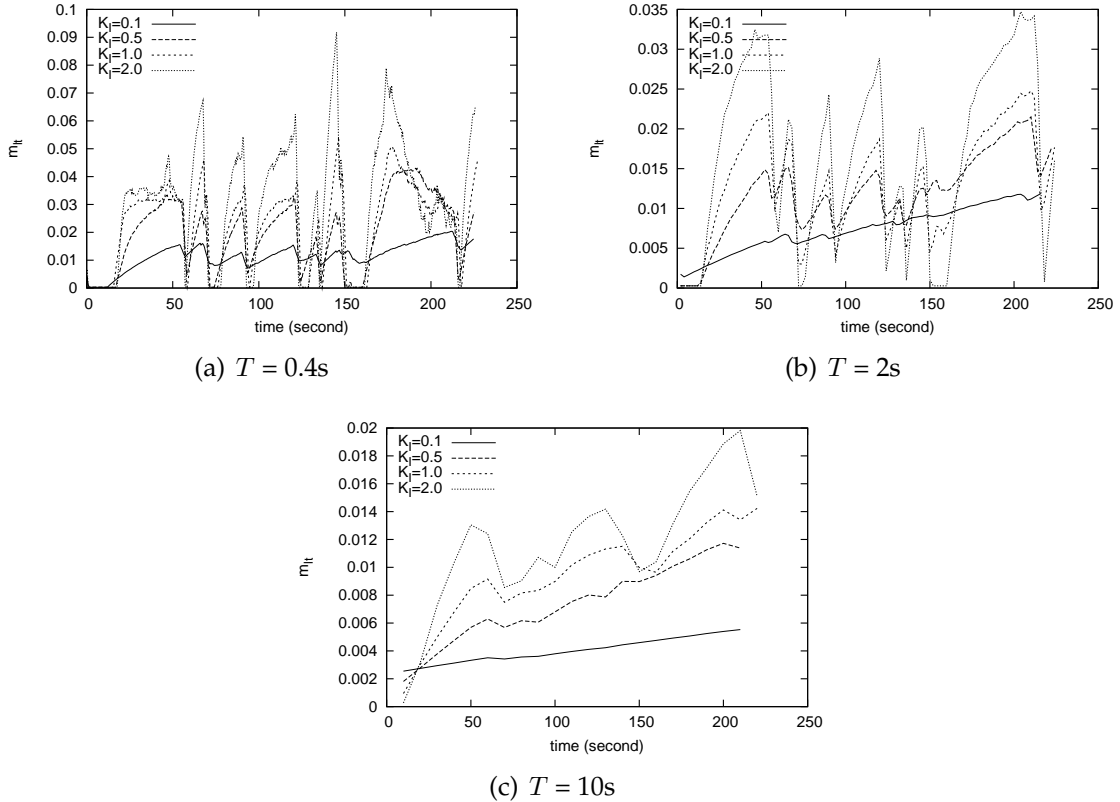 K_I=0.1
K_I=0.5
K_I=1.0
K_I=2.0
0.1
0.09
0.08
0.07
0.06
0.05
0.04
0.03
0.02
0.01
0
m_lt
0 50 100 150 200 250
time (second)
(a) T = 0.4s
K_I=0.1
K_I=0.5
K_I=1.0
K_I=2.0
0.035
0.03
0.025
0.02
0.015
0.01
0.005
0
m_lt
0 50 100 150 200 250
time (second)
(b) T = 2s
K_I=0.1
K_I=0.5
K_I=1.0
K_I=2.0
0.02
0.018
0.016
0.014
0.012
0.01
0.008
0.006
0.004
0.002
0
m_lt
0 50 100 150 200 250
time (second)
(c) T = 10s